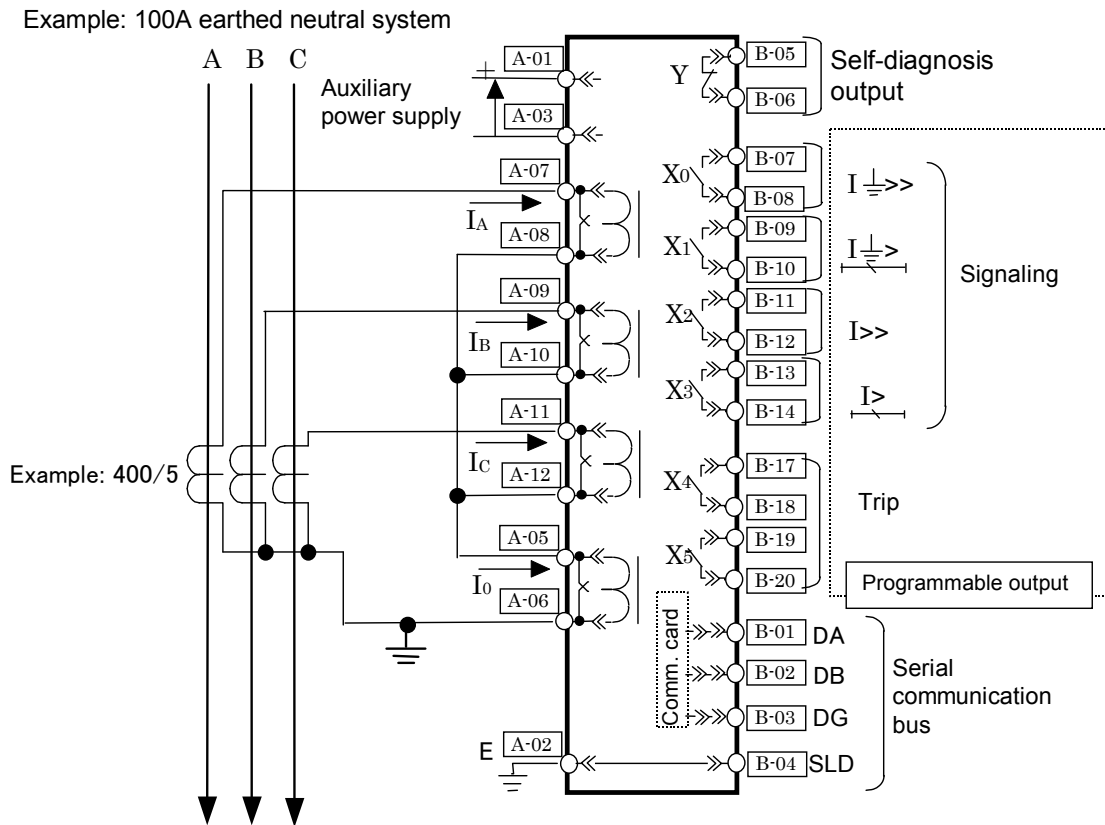 Example: 100A earthed neutral system
A B C
Auxiliary
power supply
+
A-01
A-03
A-07
IA
A-08
A-09
IB
A-10
A-11
IC
A-12
A-05
I0
A-06
Example: 400/5
E
A-02
Y
X0
X1
X2
X3
X4
X5
Comm. card
B-05
B-06
Self-diagnosis
output
B-07
B-08
I >>
B-09
B-10
I >
B-11
B-12
I>>
B-13
B-14
I>
Signaling
B-17
B-18
B-19
B-20
Trip
Programmable output
B-01 DA
B-02 DB
B-03 DG
B-04 SLD
Serial
communication
bus